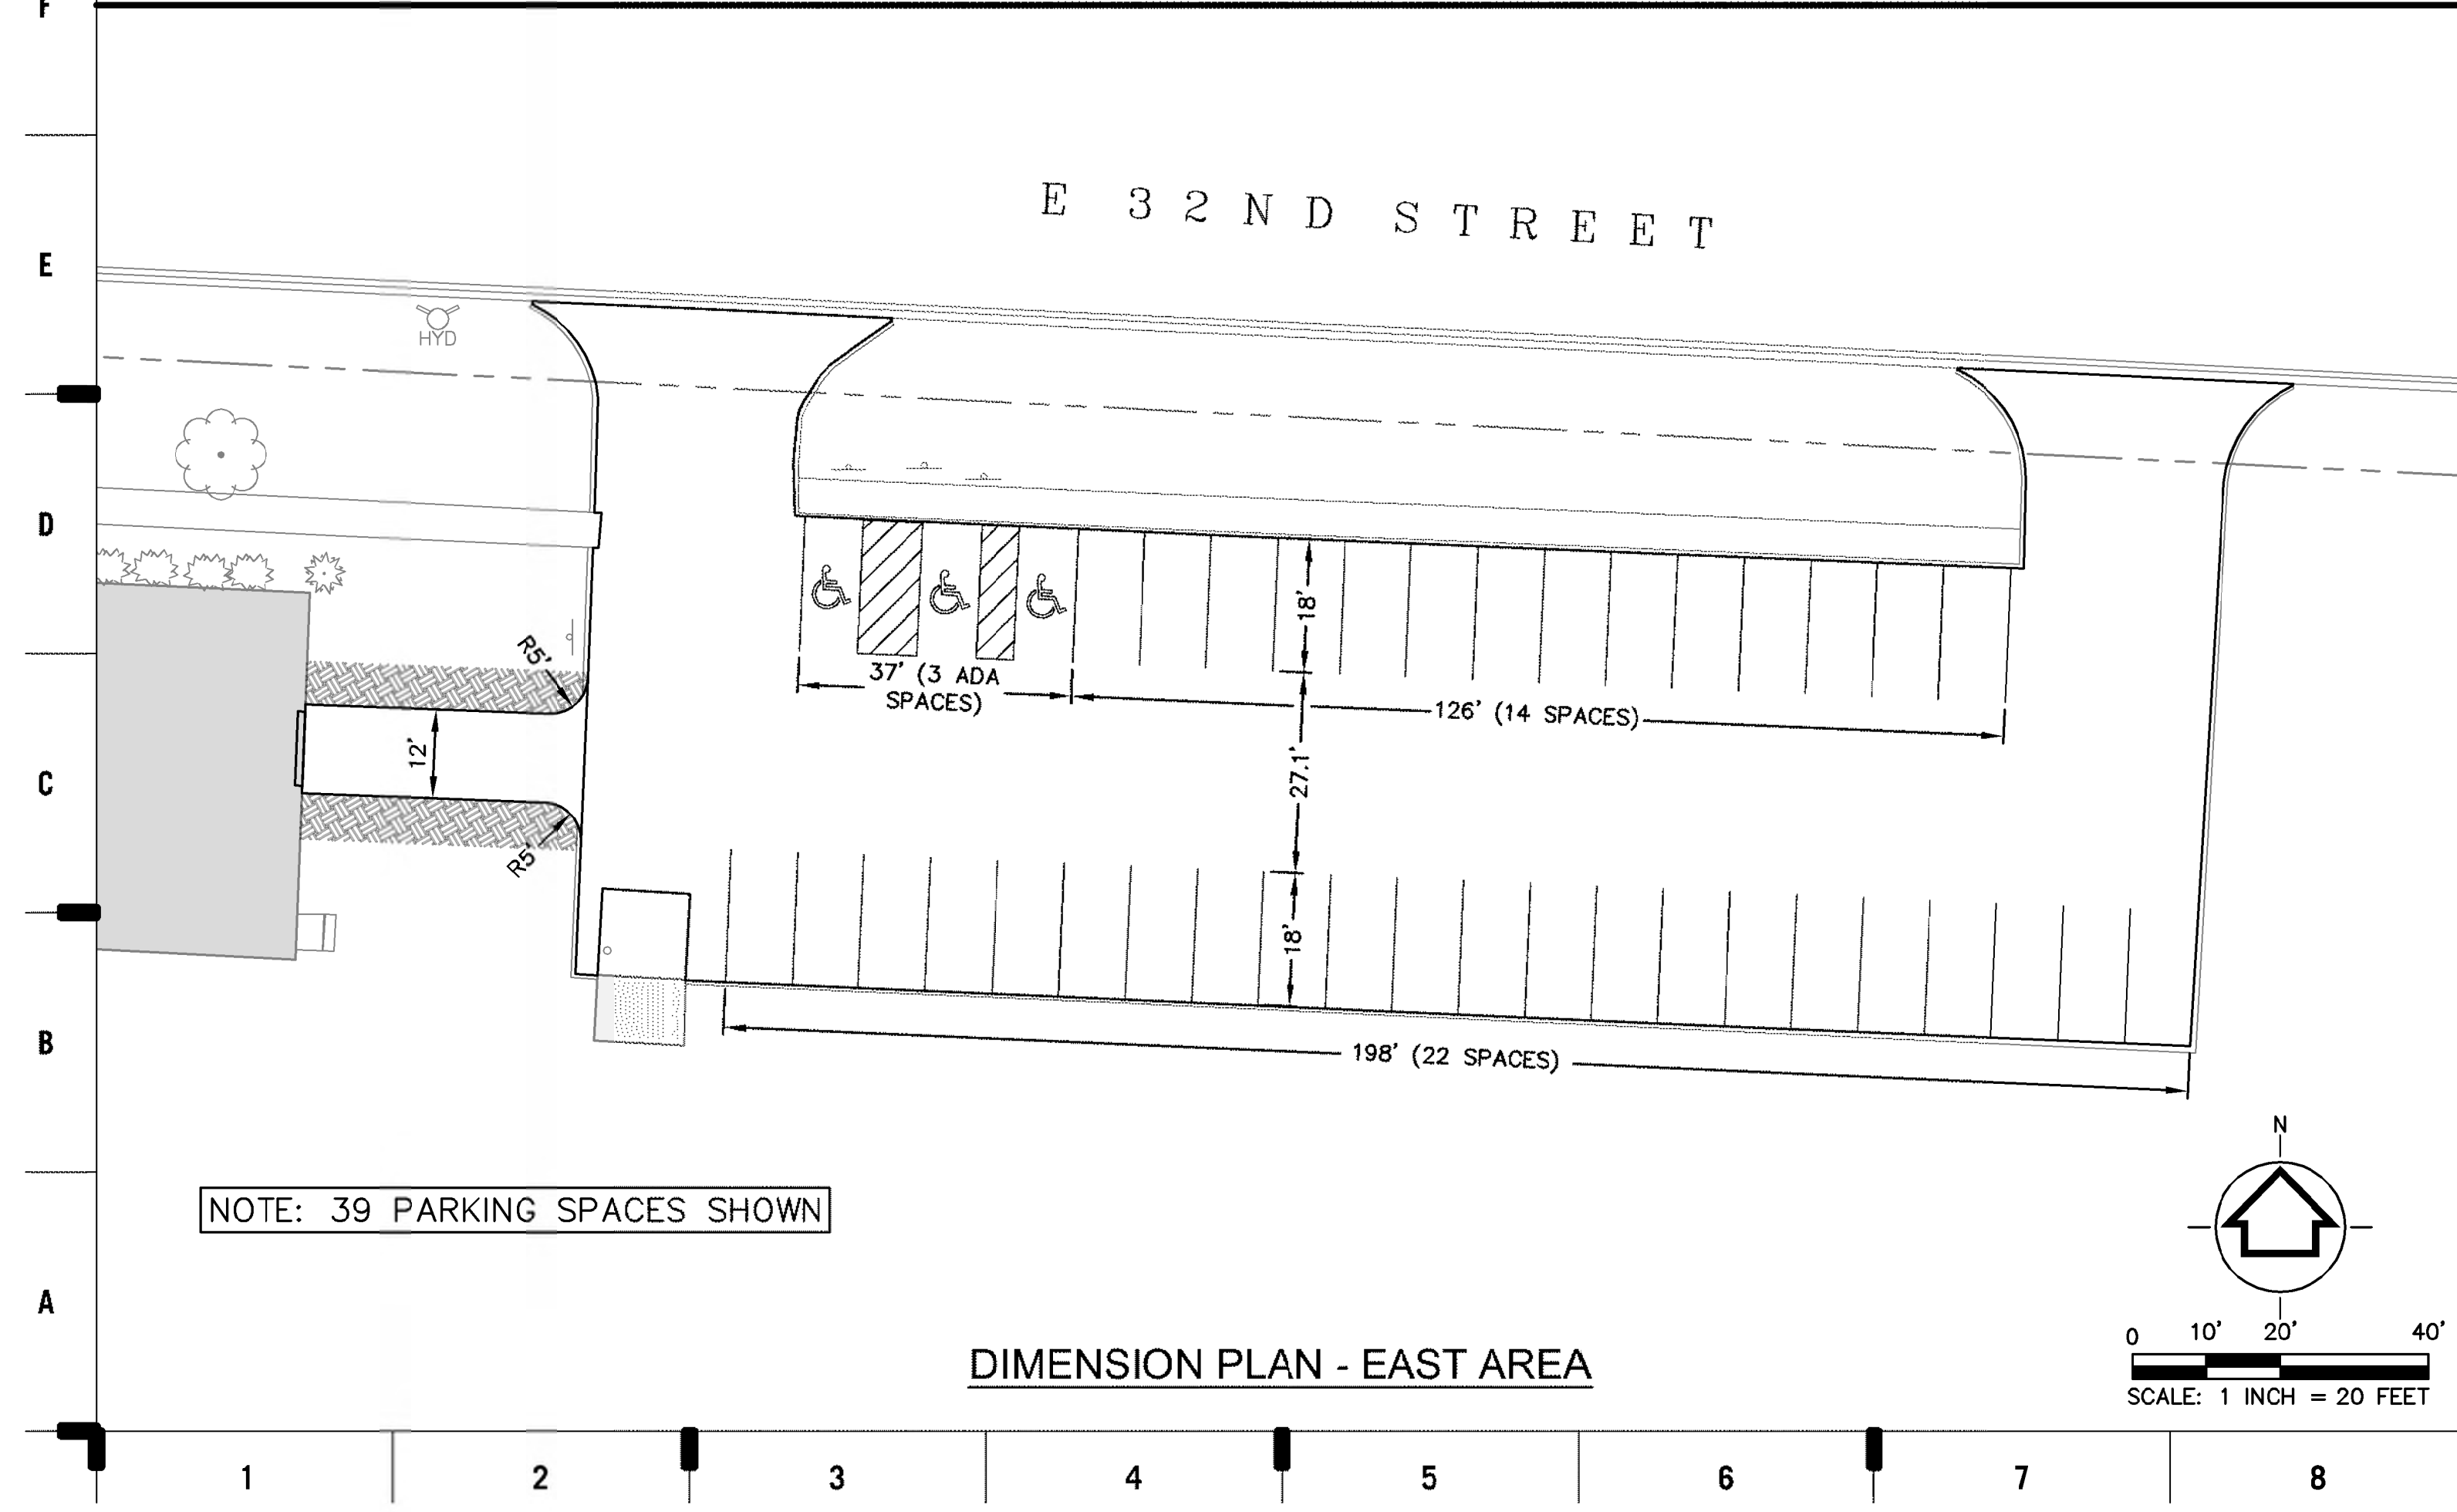 F
E 32ND STREET
E
HYD
D
R5'
18'
37' (3 ADA
SPACES)
126' (14 SPACES)
12'
27.1'
C
R5'
18'
B
198' (22 SPACES)
N
NOTE: 39 PARKING SPACES SHOWN
A
0 10' 20' 40'
DIMENSION PLAN - EAST AREA
SCALE: 1 INCH = 20 FEET
1 2 3 4 5 6 7 8